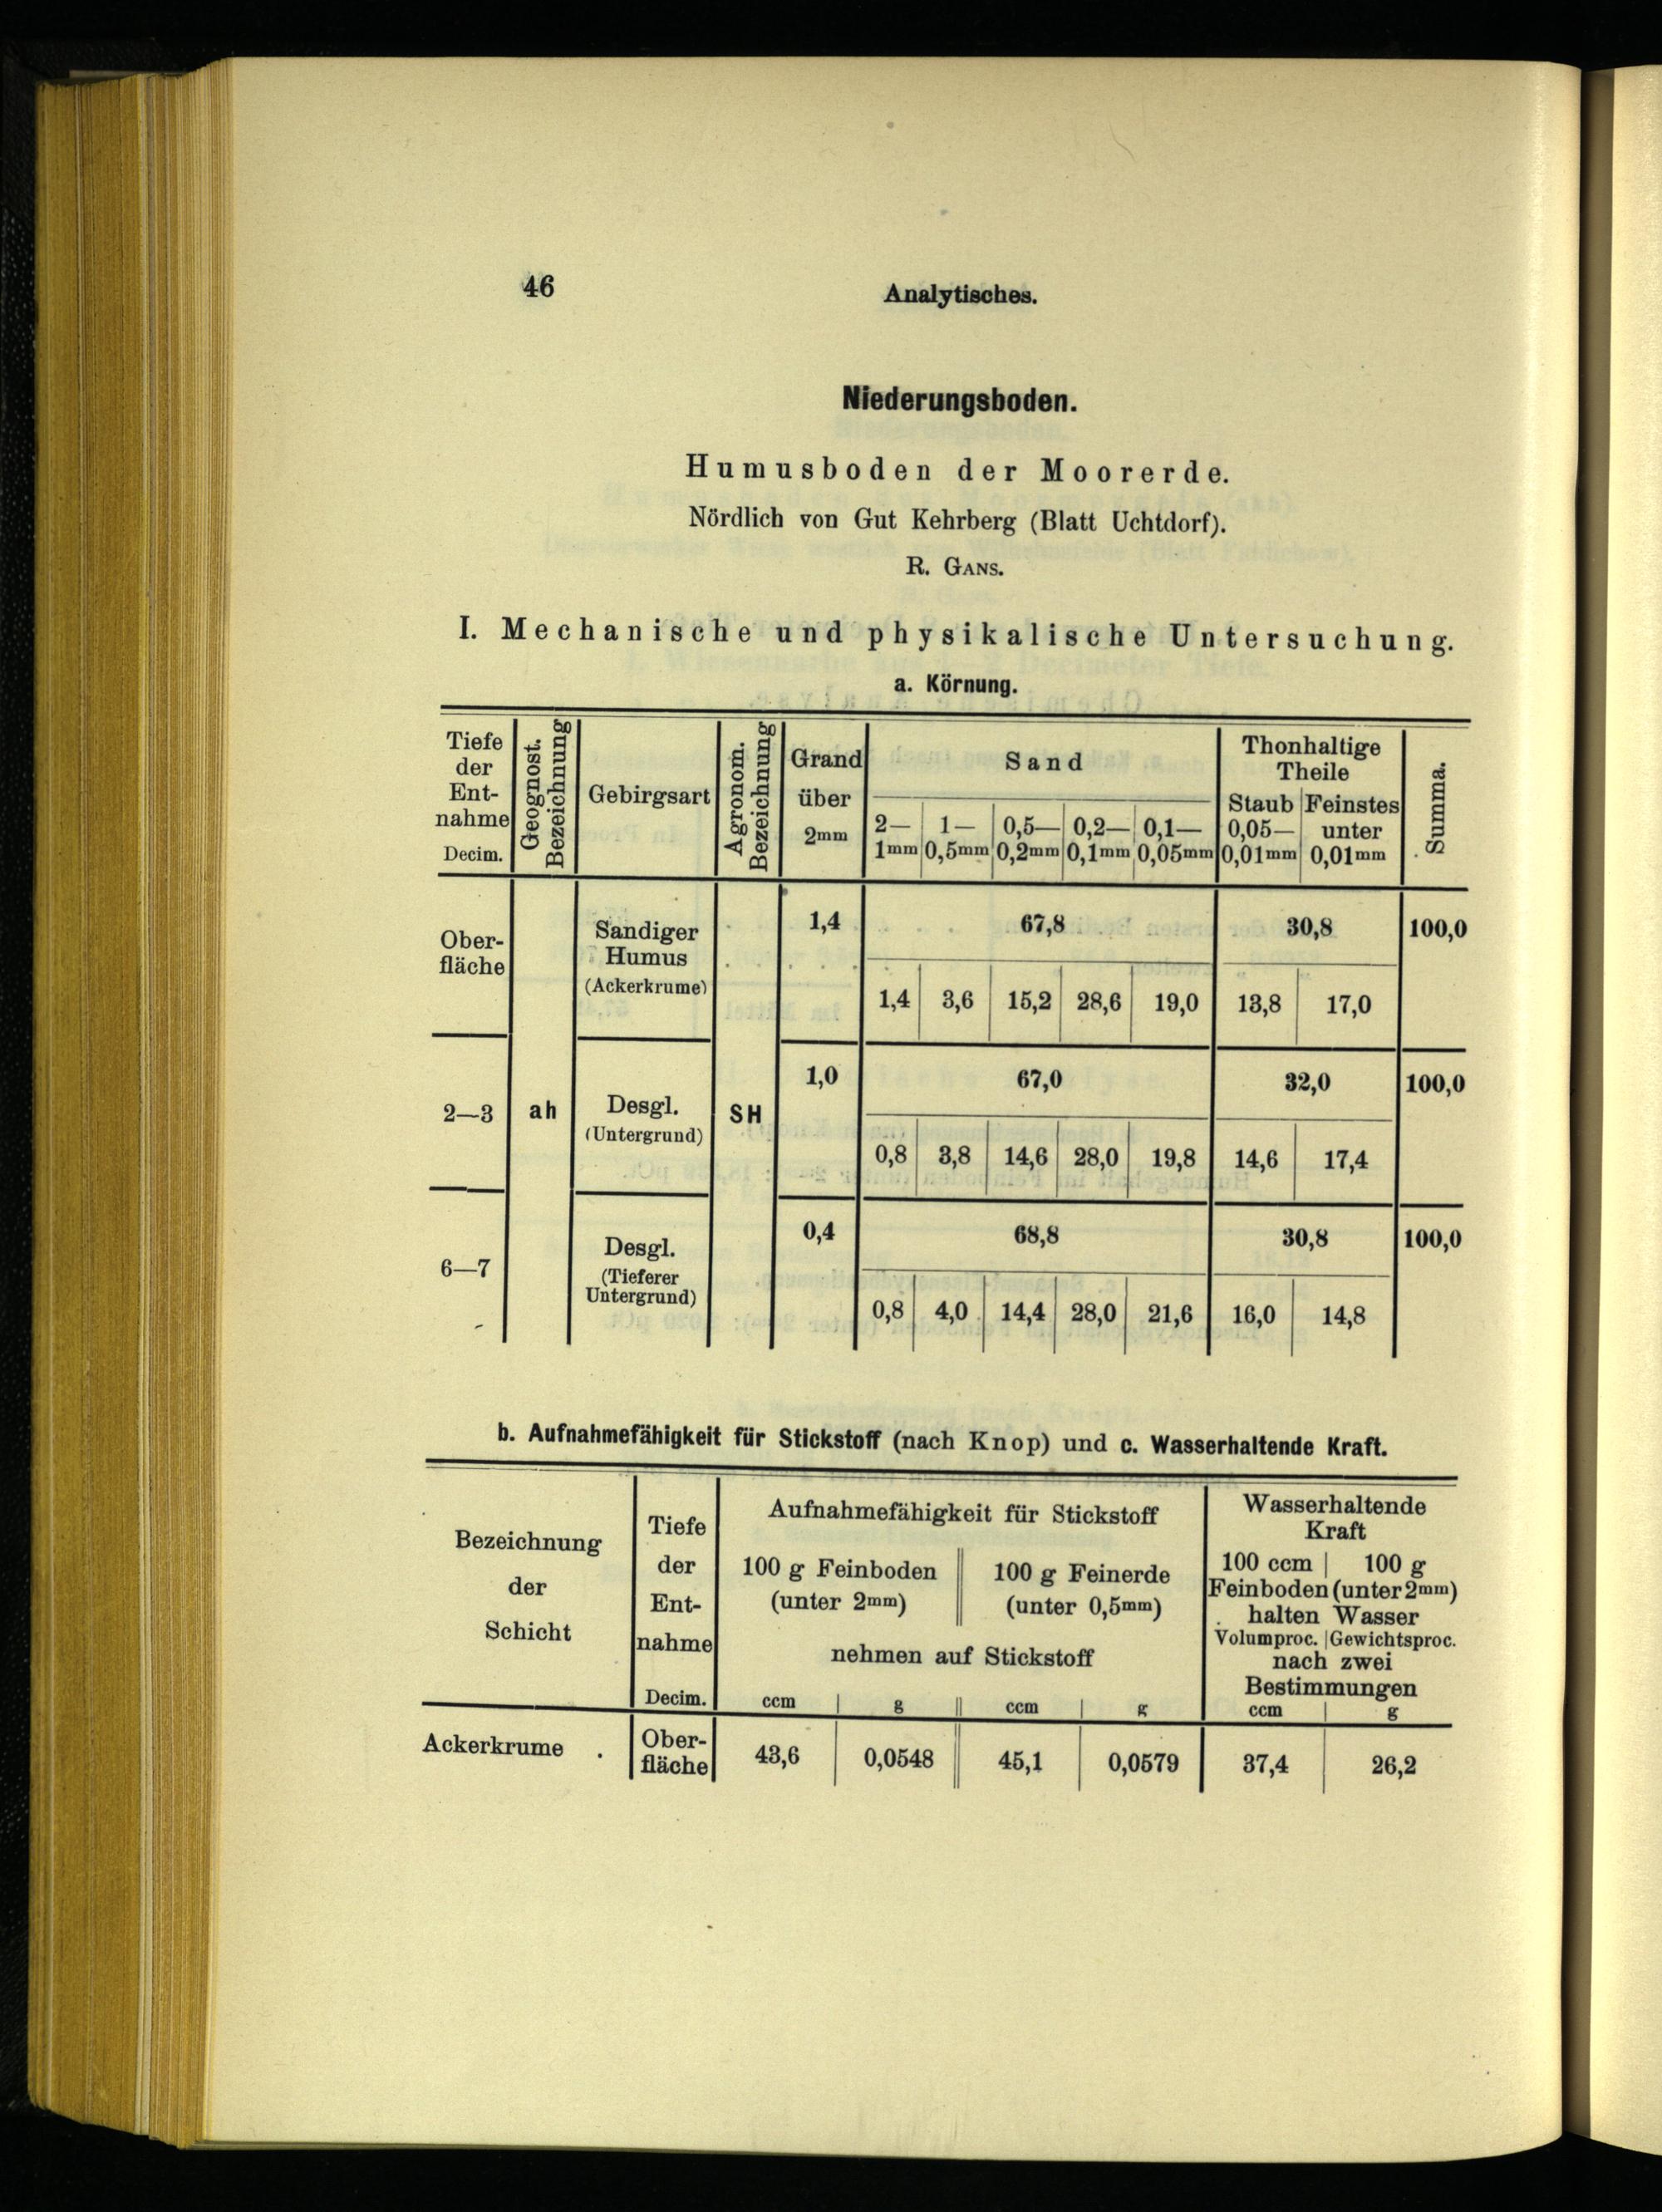 46 Analytisches.
Niederungsboden.
Humusboden der Moorerde.
Nördlich von Gut Kehrberg (Blatt Uchtdorf).
R. GANS.
I. Mechanische und physikalische Untersuchung.
a. Körnung.
Tiefe der Ent- nahme Decim.
Geognost. Bezeichnung
Gebirgsart
Agronom. Bezeichnung
Grand über 2mm
Sand
2— 1mm
1— 0,5mm
0,5— 0,2mm
0,2— 0,1mm
0,1— 0,05mm
Thonhaltige Theile
Staub 0,05— 0,01mm
Feinstes unter 0,01mm
Summa.
Ober- fläche
Sandiger Humus (Ackerkrume)
1,4 67,8 30,8 100,0
1,4 3,6 15,2 28,6 19,0 13,8 17,0
2—3 ah Desgl. (Untergrund) SH
1,0 67,0 32,0 100,0
0,8 3,8 14,6 28,0 19,8 14,6 17,4
6—7 Desgl. (Tieferer Untergrund)
0,4 68,8 30,8 100,0
0,8 4,0 14,4 28,0 21,6 16,0 14,8
b. Aufnahmefähigkeit für Stickstoff (nach Knop) und c. Wasserhaltende Kraft.
Bezeichnung der Schicht
Tiefe der Ent- nahme Decim.
Aufnahmefähigkeit für Stickstoff
100 g Feinboden (unter 2mm)
100 g Feinerde (unter 0,5mm)
nehmen auf Stickstoff
ccm g ccm g
Wasserhaltende
Kraft
100 ccm | 100 g
Feinboden (unter 2mm)
halten Wasser
Volumproc. | Gewichtsproc.
nach zwei
Bestimmungen
ccm g
Ackerkrume . Ober- fläche 43,6 0,0548 45,1 0,0579 37,4 26,2